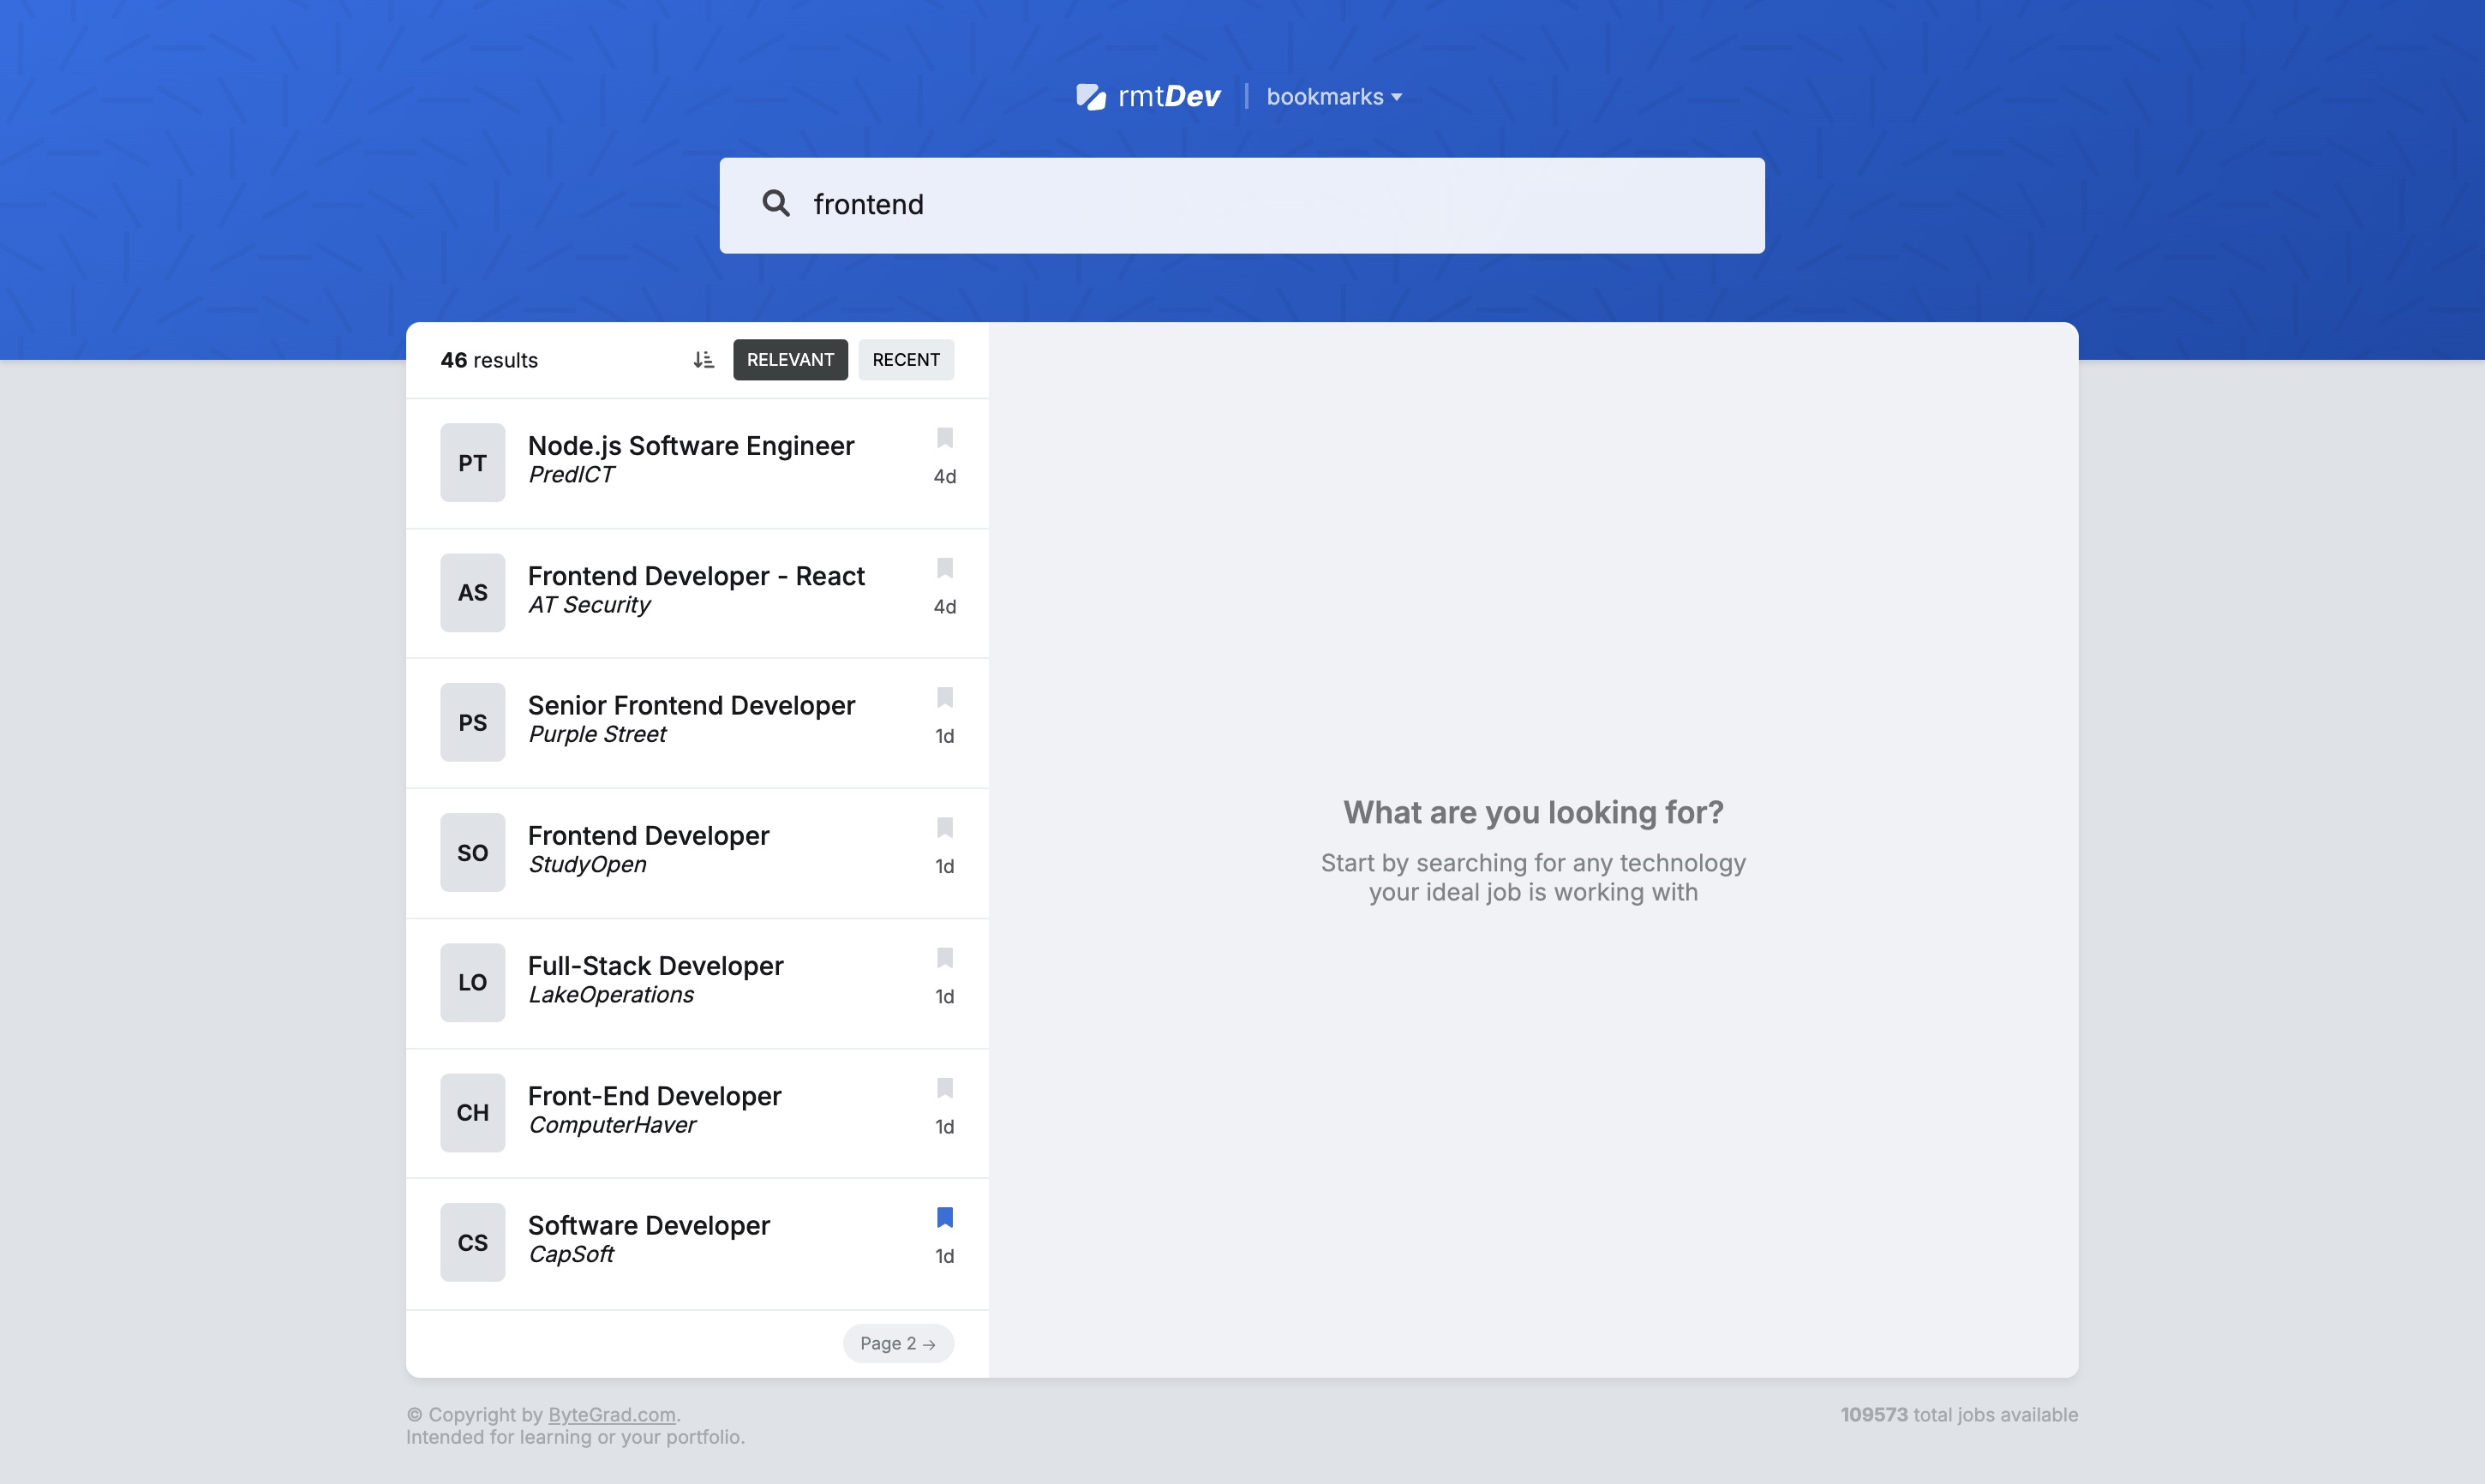 rmtDev
bookmarks
frontend
46 results
RELEVANT
RECENT
PT
Node.js Software Engineer
PredICT
4d
AS
Frontend Developer - React
AT Security
4d
PS
Senior Frontend Developer
Purple Street
1d
SO
Frontend Developer
StudyOpen
1d
LO
Full-Stack Developer
LakeOperations
1d
CH
Front-End Developer
ComputerHaver
1d
CS
Software Developer
CapSoft
1d
Page 2 →
What are you looking for?
Start by searching for any technology
your ideal job is working with
© Copyright by ByteGrad.com.
Intended for learning or your portfolio.
109573 total jobs available